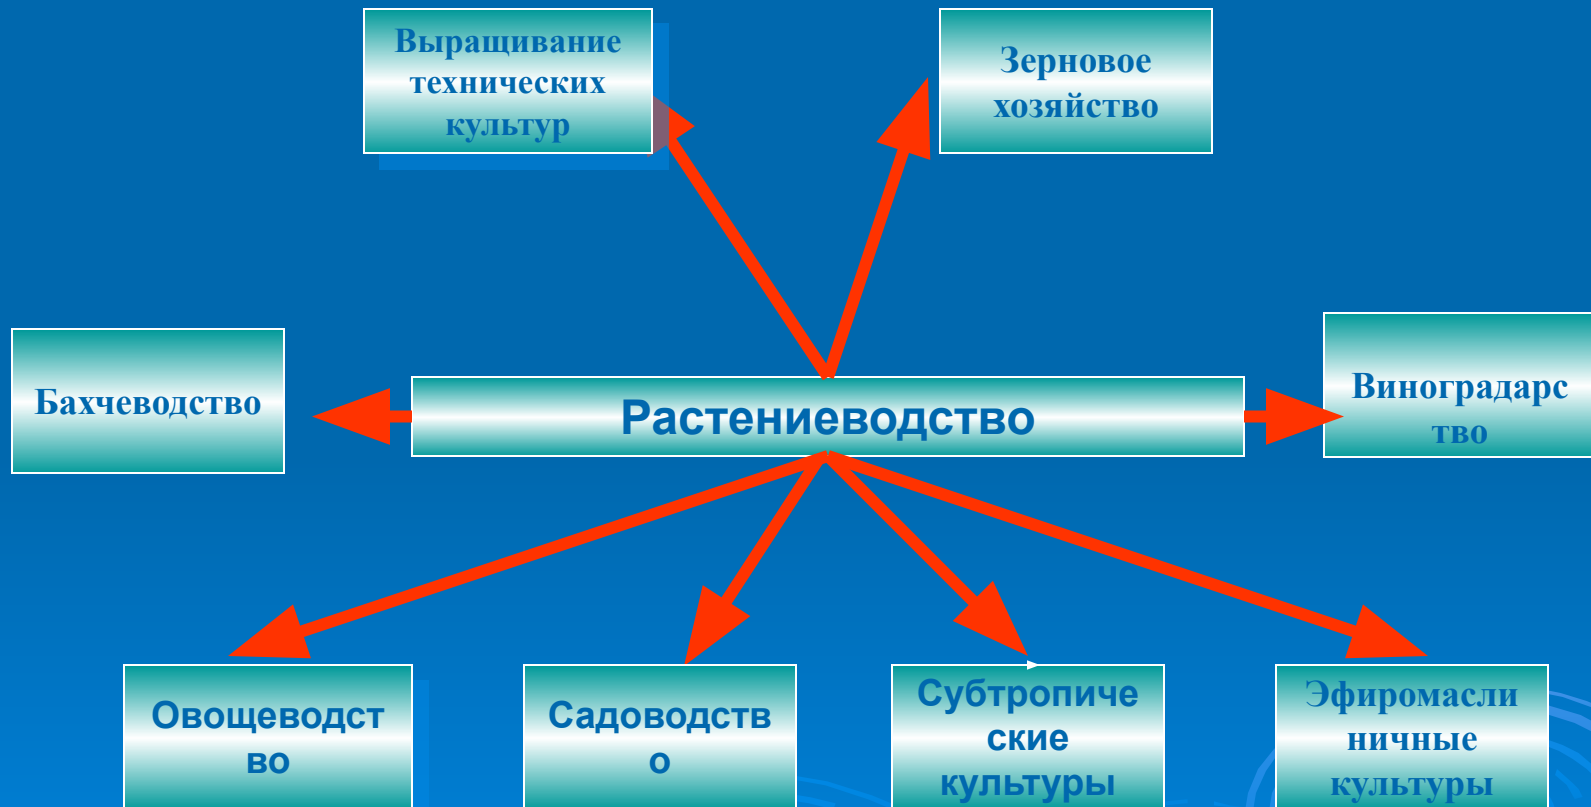 Выращивание
технических
культур
Зерновое
хозяйство
Бахчеводство
Растениеводство
Виноградарс
тво
Овощеводст
во
Садоводств
о
Субтропиче
ские
культуры
Эфиромасли
ничные
культуры